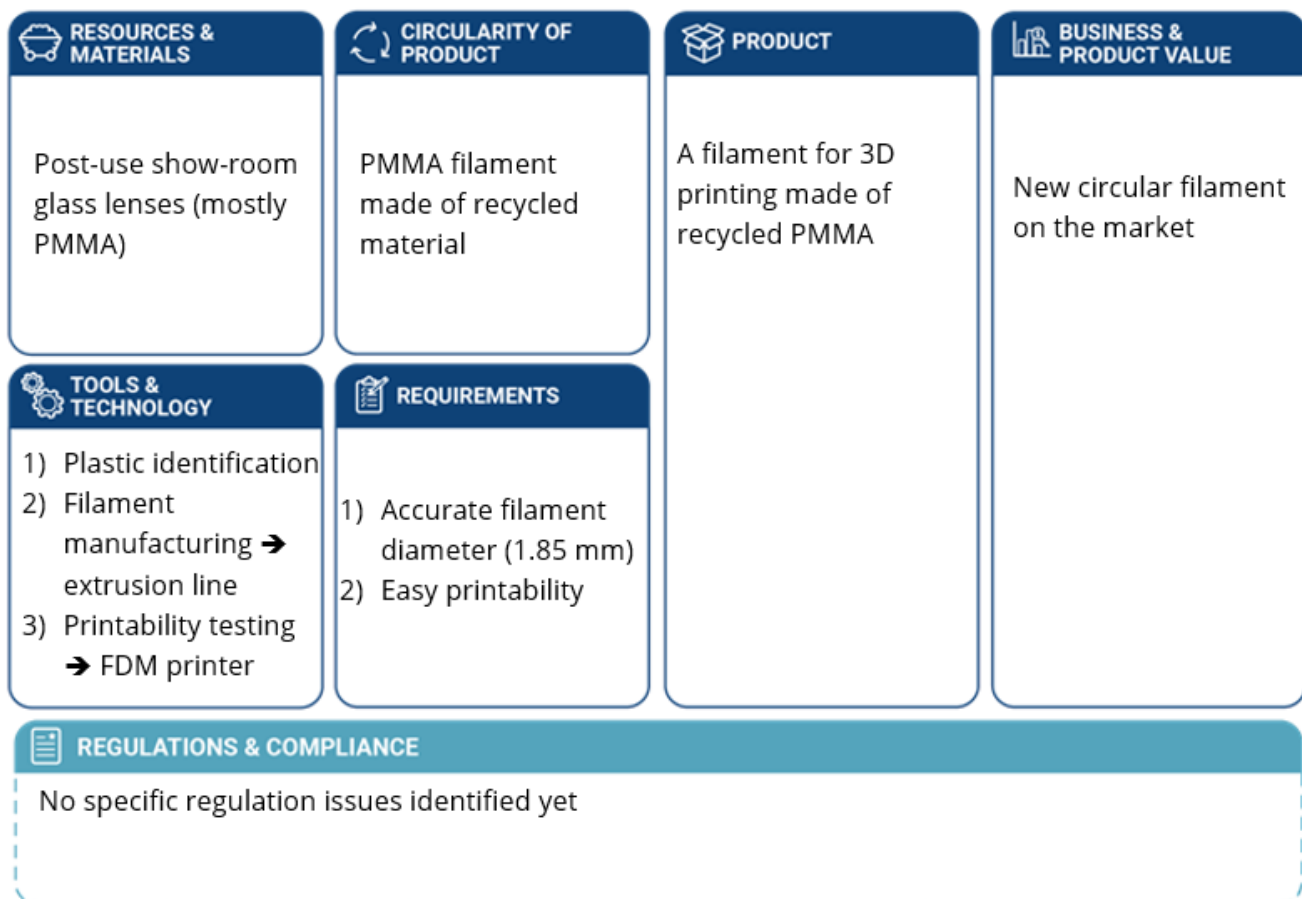 RESOURCES &
MATERIALS
Post-use show-room
glass lenses (mostly
PMMA)
CIRCULARITY OF
PRODUCT
PMMA filament
made of recycled
material
PRODUCT
A filament for 3D
printing made of
recycled PMMA
BUSINESS &
PRODUCT VALUE
New circular filament
on the market
TOOLS &
TECHNOLOGY
1) Plastic identification
2) Filament
manufacturing ➔
extrusion line
3) Printability testing
➔ FDM printer
REQUIREMENTS
1) Accurate filament
diameter (1.85 mm)
2) Easy printability
REGULATIONS & COMPLIANCE
No specific regulation issues identified yet